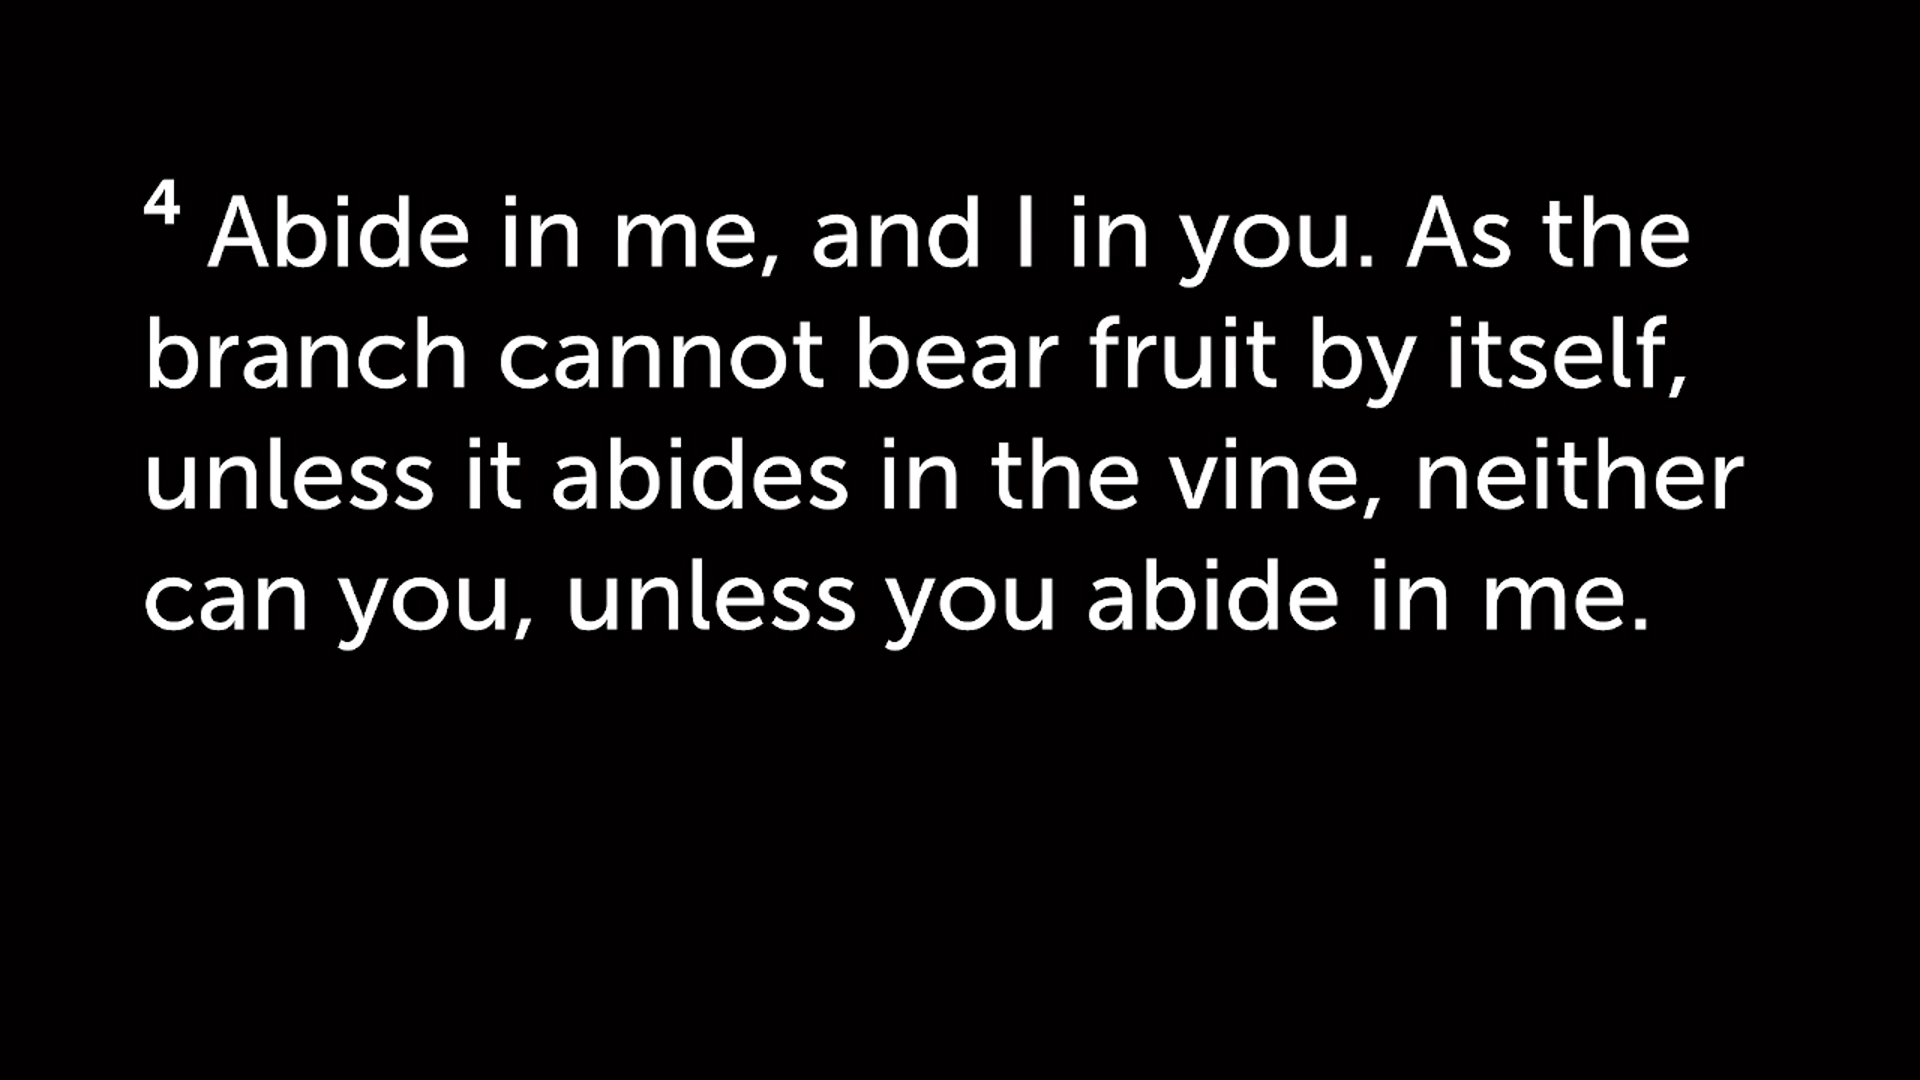 4 Abide in me, and I in you. As the
branch cannot bear fruit by itself,
unless it abides in the vine, neither
can you, unless you abide in me.